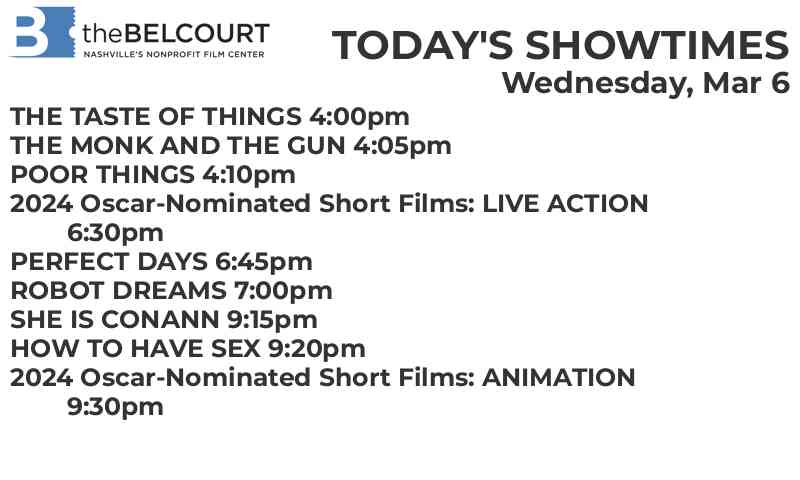 B theBELCOURT
NASHVILLE'S NONPROFIT FILM CENTER
TODAY'S SHOWTIMES
Wednesday, Mar 6
THE TASTE OF THINGS 4:00pm
THE MONK AND THE GUN 4:05pm
POOR THINGS 4:10pm
2024 Oscar-Nominated Short Films: LIVE ACTION
6:30pm
PERFECT DAYS 6:45pm
ROBOT DREAMS 7:00pm
SHE IS CONANN 9:15pm
HOW TO HAVE SEX 9:20pm
2024 Oscar-Nominated Short Films: ANIMATION
9:30pm